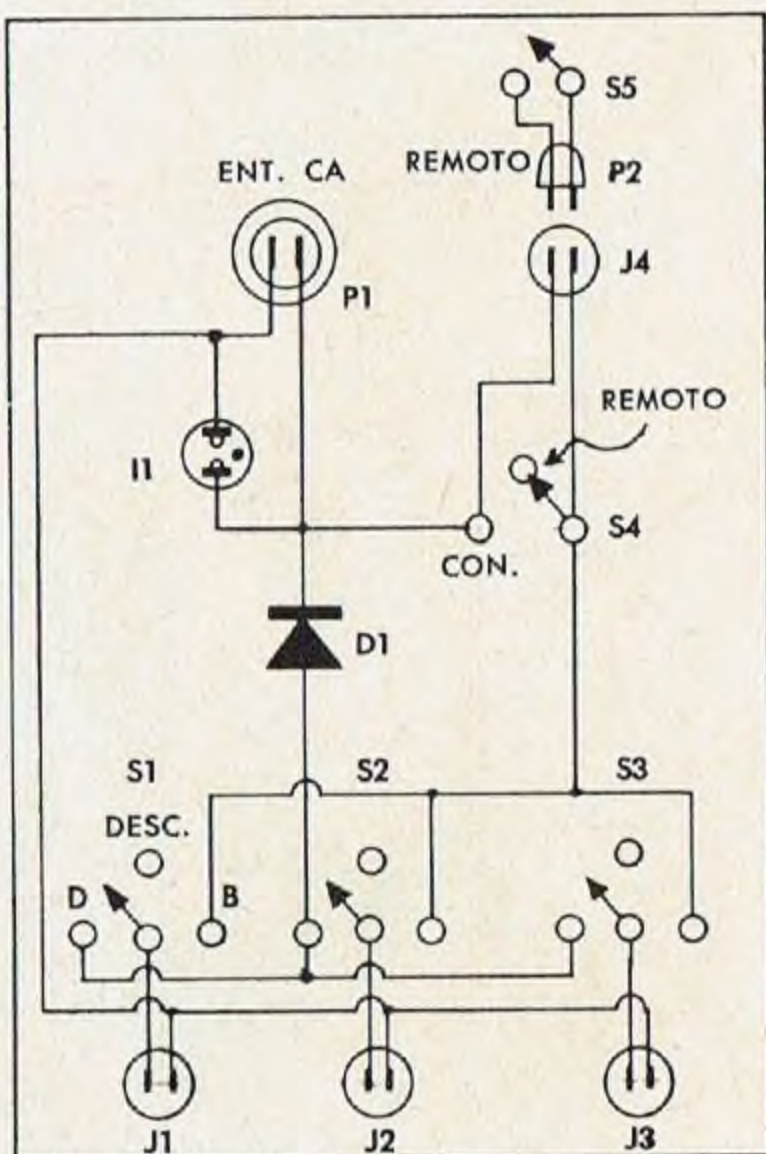 S5
REMOTO P2
ENT. CA
J4
P1
REMOTO
I1
S4
CON.
D1
S1 S2 S3
DESC.
D B
J1 J2 J3